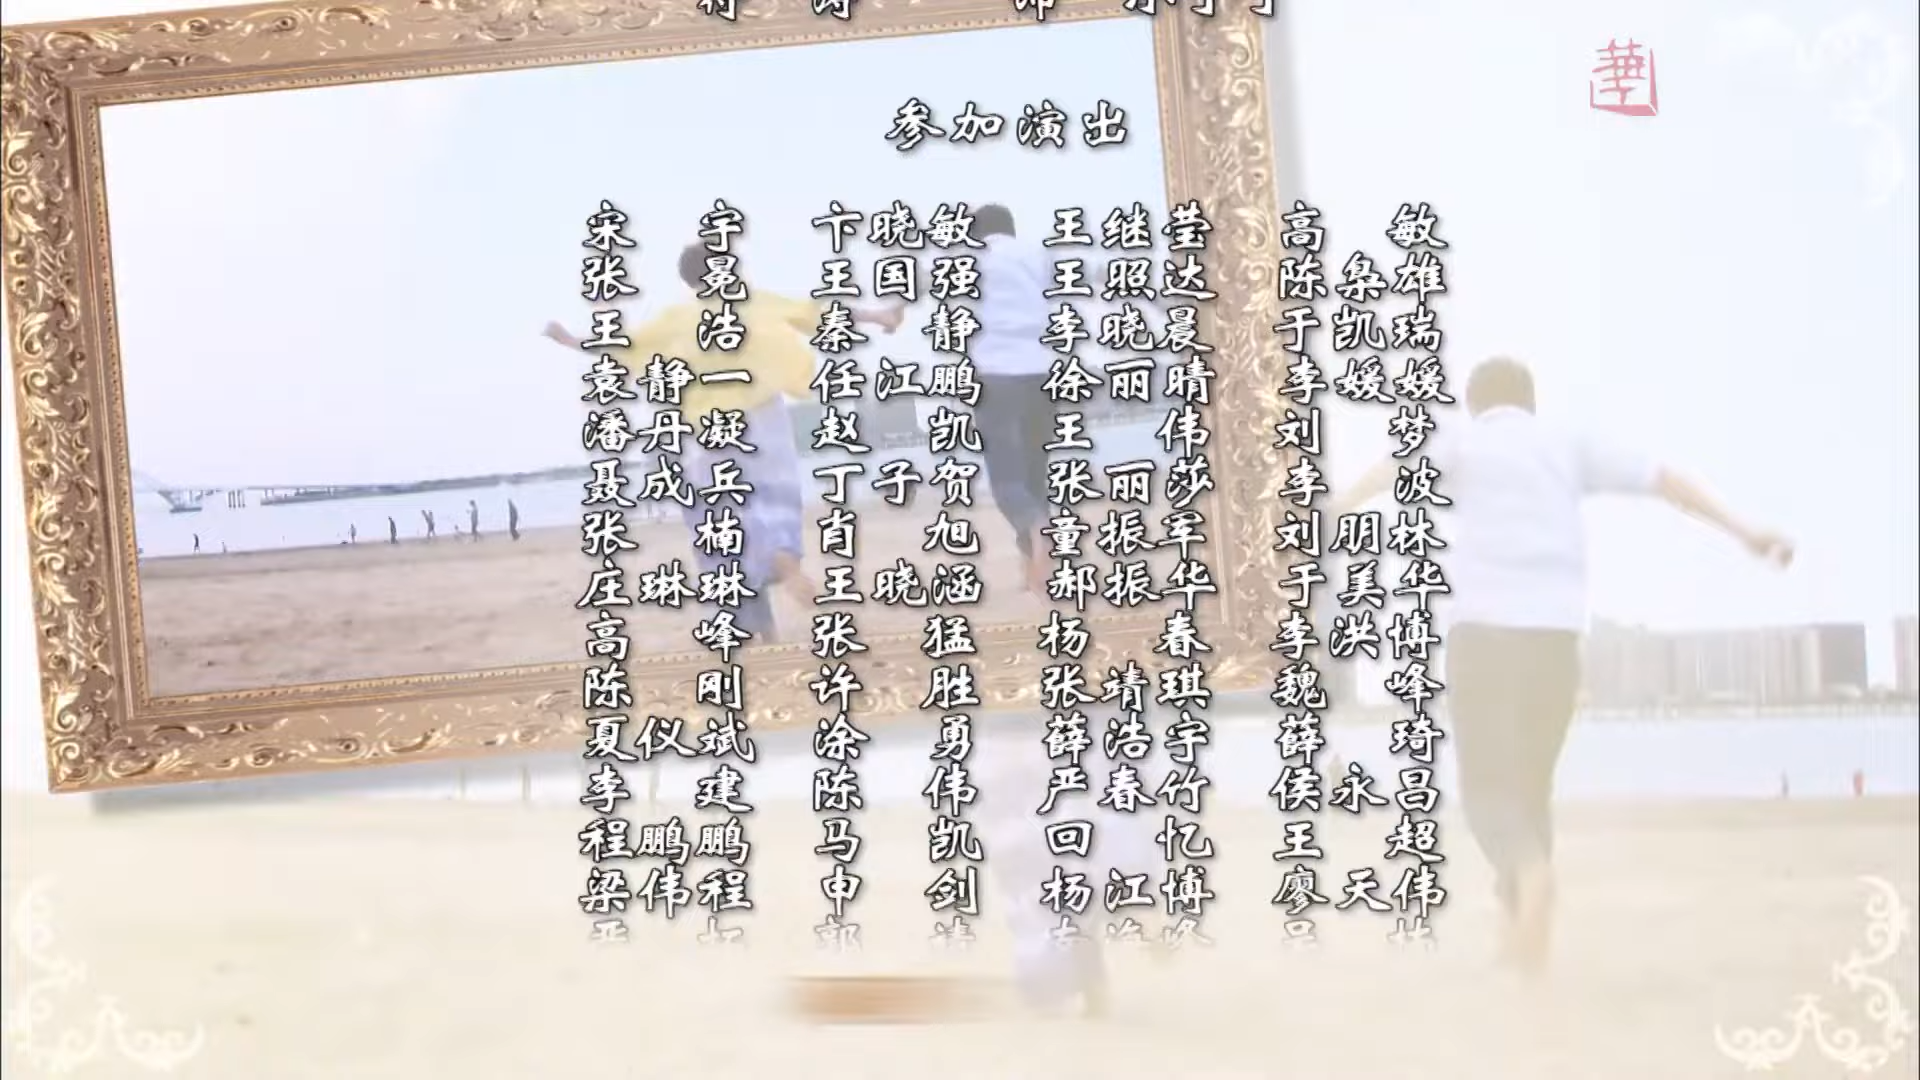 華
参加演出
宋宇 卞晓敏 王继莹 高敏
张冕 王国强 王照达 陈枭雄
王浩 秦静 李晓晨 于凯瑞
袁静一 任江鹏 徐丽晴 李媛媛
潘丹凝 赵凯 王伟 刘梦
聂成兵 丁子贺 张丽莎 李波
张楠 肖旭 童振军 刘朋林
庄琳琳 王晓涵 郝振华 于美华
高峰 张猛 杨春 李洪博
陈刚 许胜 张靖琪 魏峰
夏仪斌 涂勇 薛浩宇 薛琦
李建 陈伟 严春竹 侯永昌
程鹏鹏 马凯 回忆 王超
梁伟程 申剑 杨江博 廖天伟